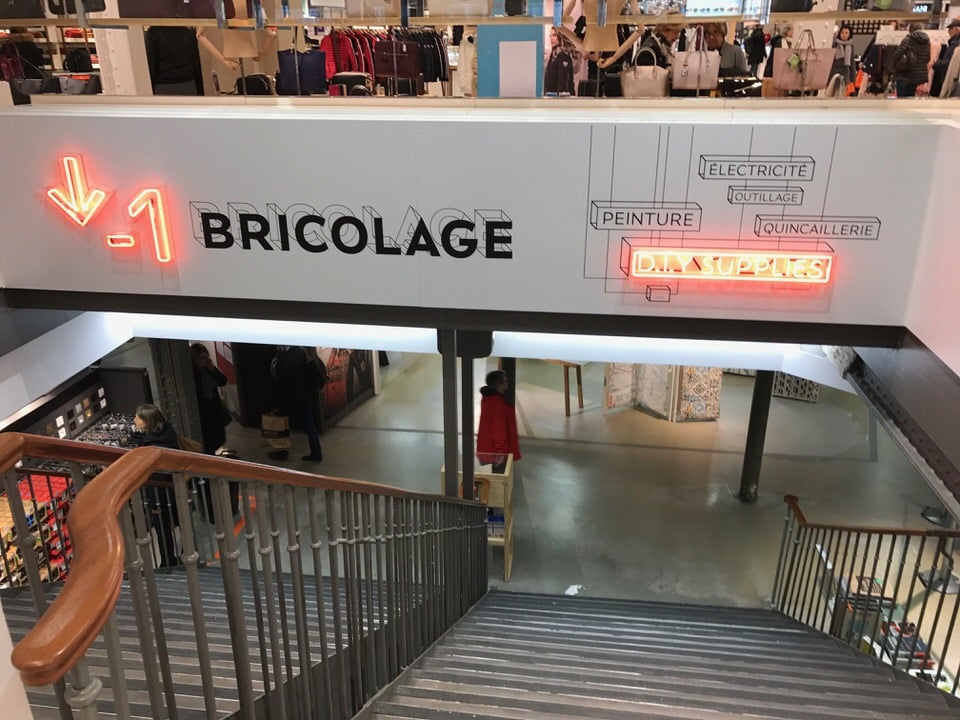 -1
BRICOLAGE
ÉLECTRICITÉ
OUTILLAGE
PEINTURE
QUINCAILLERIE
D.I.Y SUPPLIES
...